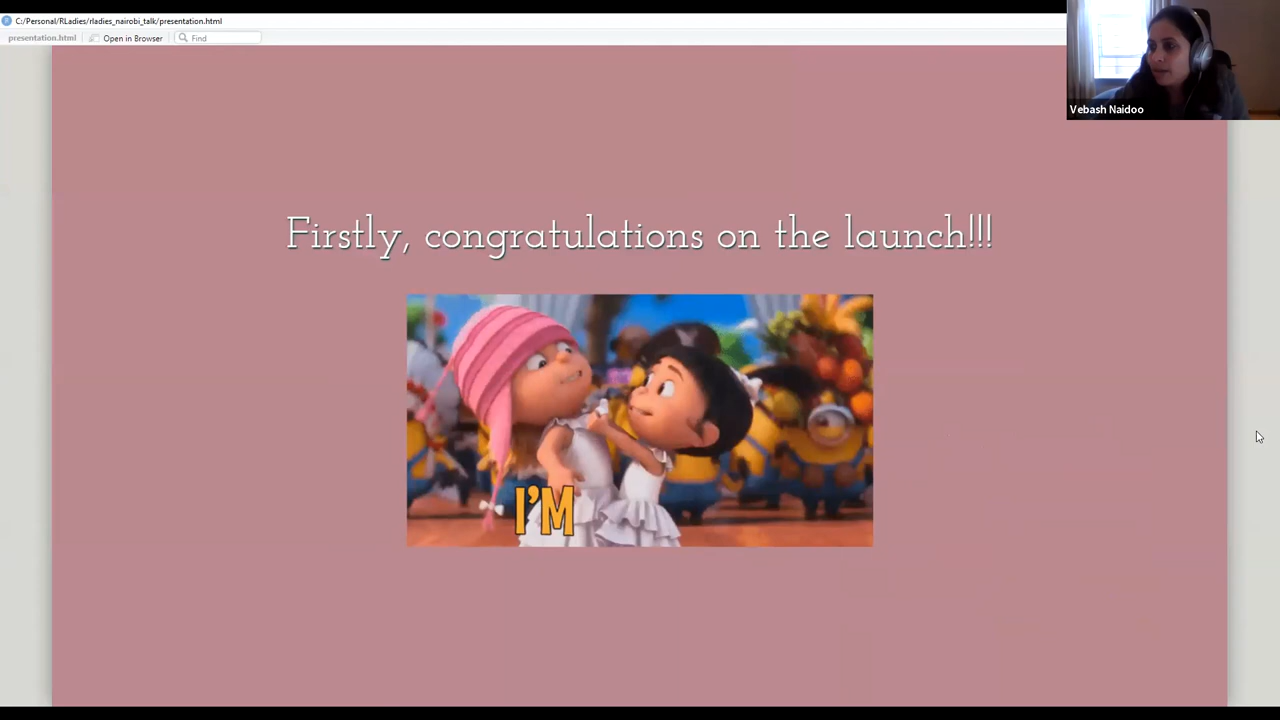 C:/Personal/RLadies/rladies_nairobi_talk/presentation.html
presentation.html
Open in Browser
Find
Vebash Naidoo
Firstly, congratulations on the launch!!!
I'M